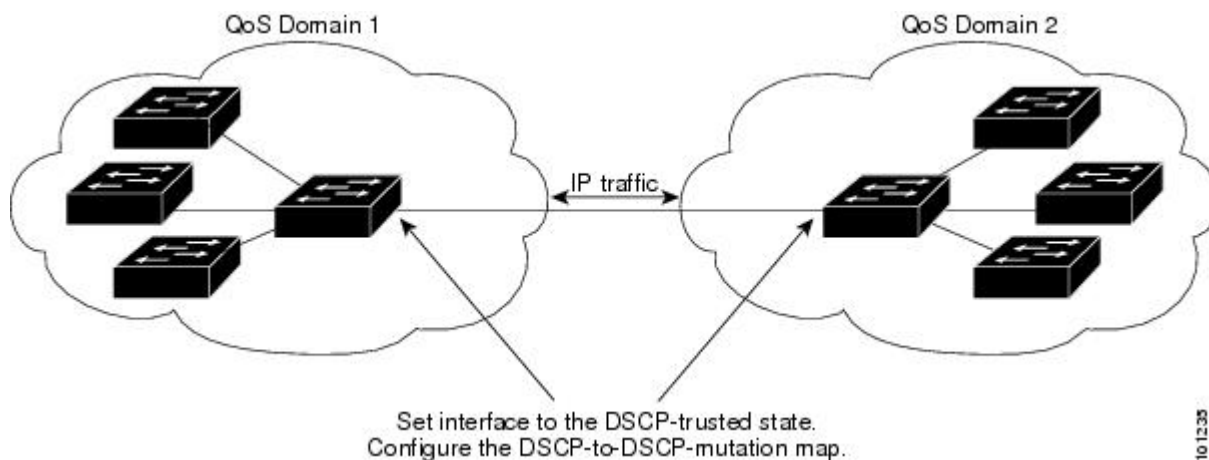 QoS Domain 1
QoS Domain 2
IP traffic
Set interface to the DSCP-trusted state.
Configure the DSCP-to-DSCP-mutation map.
101235